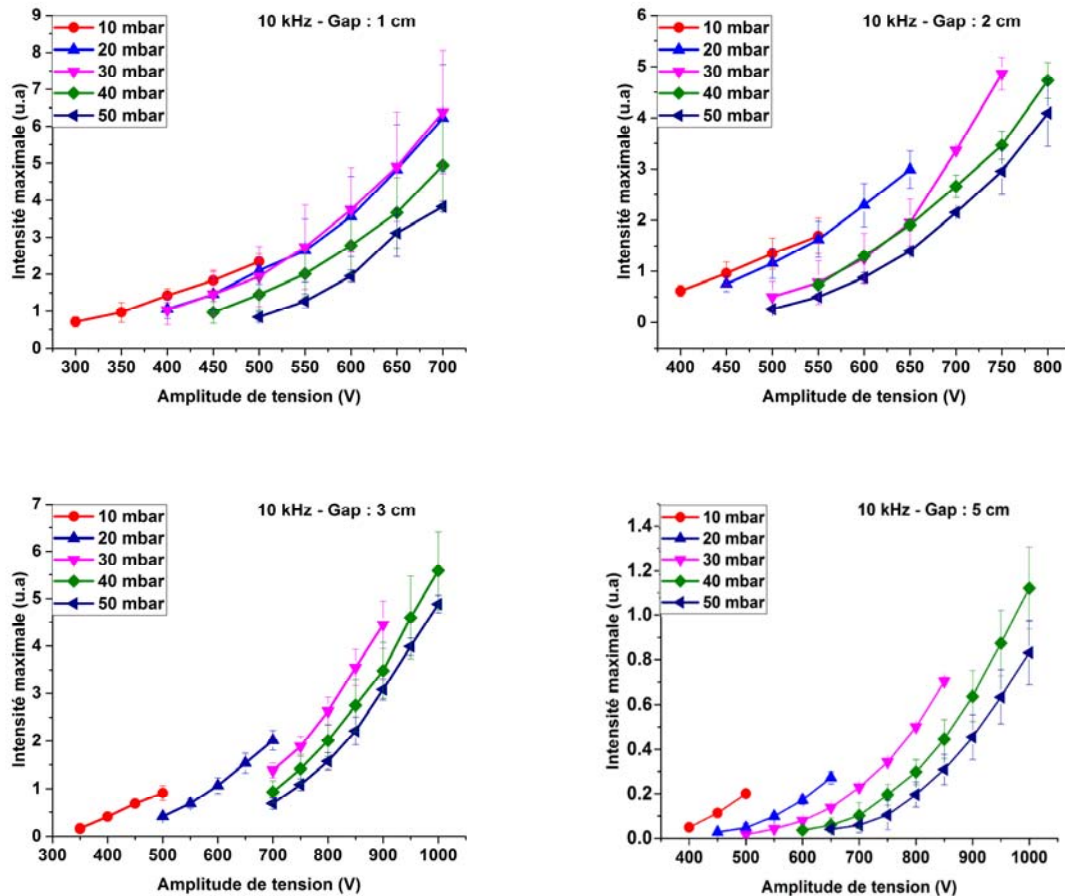 10 kHz - Gap : 1 cm
10 mbar
20 mbar
30 mbar
40 mbar
50 mbar
Intensité maximale (u.a)
9
8
7
6
5
4
3
2
1
0
300 350 400 450 500 550 600 650 700
Amplitude de tension (V)
10 kHz - Gap : 2 cm
10 mbar
20 mbar
30 mbar
40 mbar
50 mbar
Intensité maximale (u.a)
6
5
4
3
2
1
0
400 450 500 550 600 650 700 750 800
Amplitude de tension (V)
10 kHz - Gap : 3 cm
10 mbar
20 mbar
30 mbar
40 mbar
50 mbar
Intensité maximale (u.a)
7
6
5
4
3
2
1
0
300 400 500 600 700 800 900 1000
Amplitude de tension (V)
10 kHz - Gap : 5 cm
10 mbar
20 mbar
30 mbar
40 mbar
50 mbar
Intensité maximale (u.a)
1.4
1.2
1.0
0.8
0.6
0.4
0.2
0.0
400 500 600 700 800 900 1000
Amplitude de tension (V)